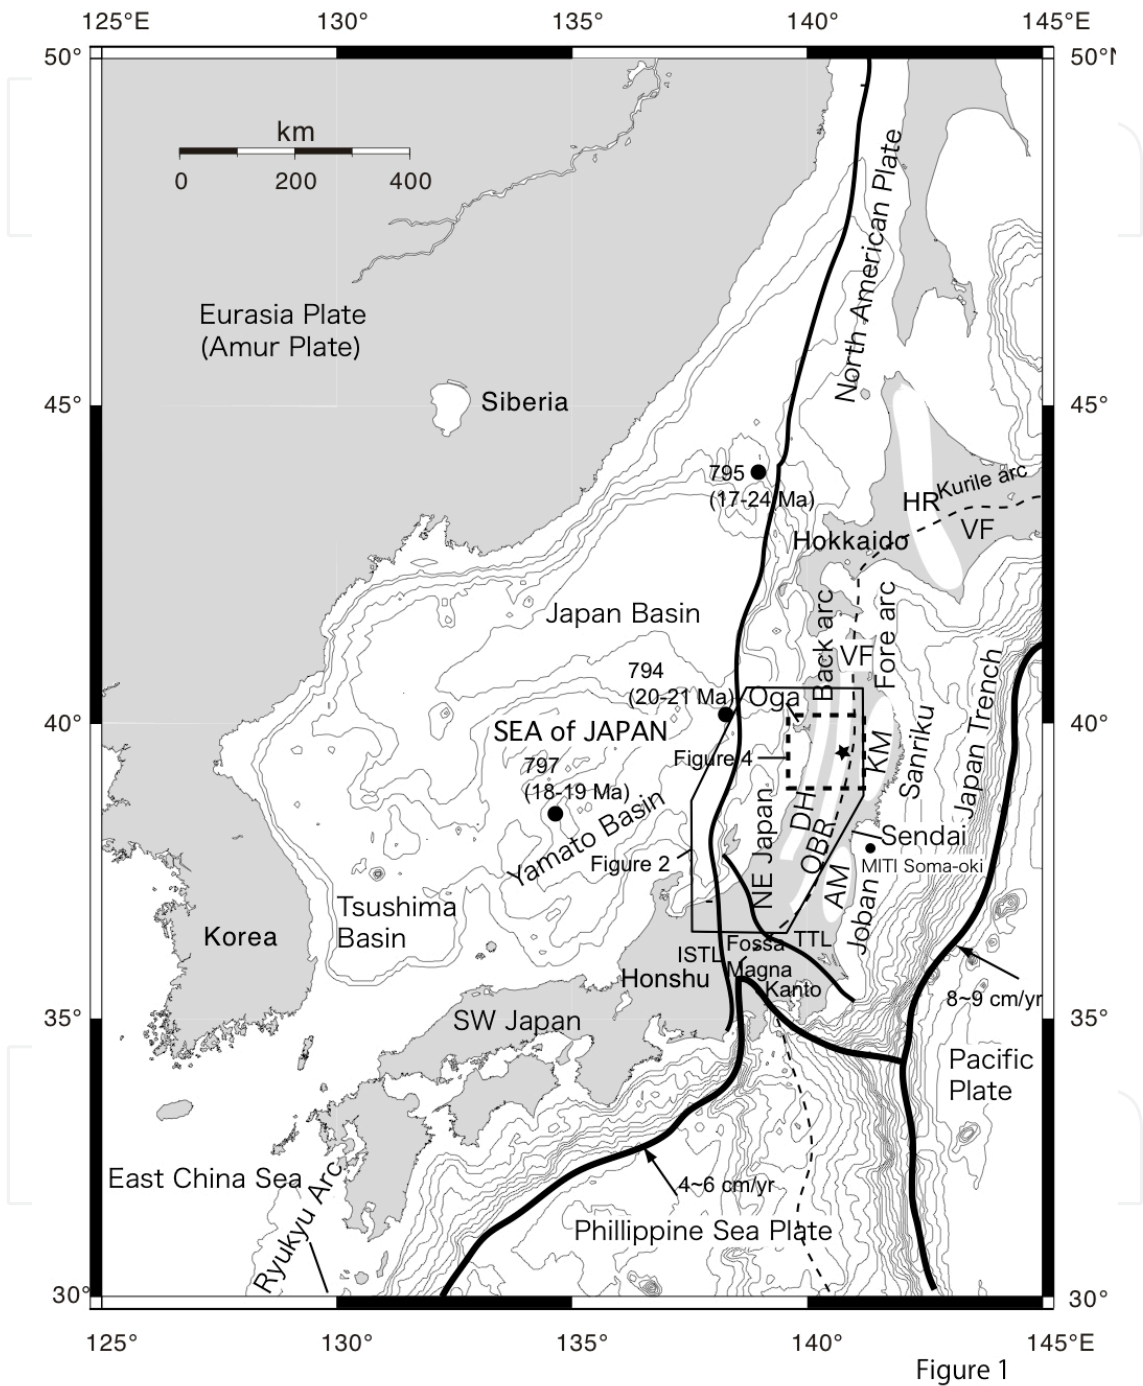 125°E
130°
135°
140°
145°E
50°
50°N
km
0
200
400
North American Plate
Eurasia Plate
(Amur Plate)
Siberia
45°
45°
795
(17-24 Ma)
HR
Kurile arc
VF
Hokkaido
Japan Basin
Back arc
VF
Fore arc
794
(20-21 Ma)
Oga
40°
40°
SEA of JAPAN
Figure 4
KM
Sanriku
Japan Trench
797
(18-19 Ma)
Yamato Basin
NE Japan
DH
OBR
Sendai
MITI Soma-oki
Figure 2
AM
Joban
Tsushima
Basin
Korea
ISTL
Fossa
Magna
TTL
Kanto
Honshu
8~9 cm/yr
35°
35°
SW Japan
Pacific
Plate
East China Sea
Ryukyu Arc
4~6 cm/yr
Phillippine Sea Plate
30°
30°
125°
130°
135°
140°
145°E
Figure 1